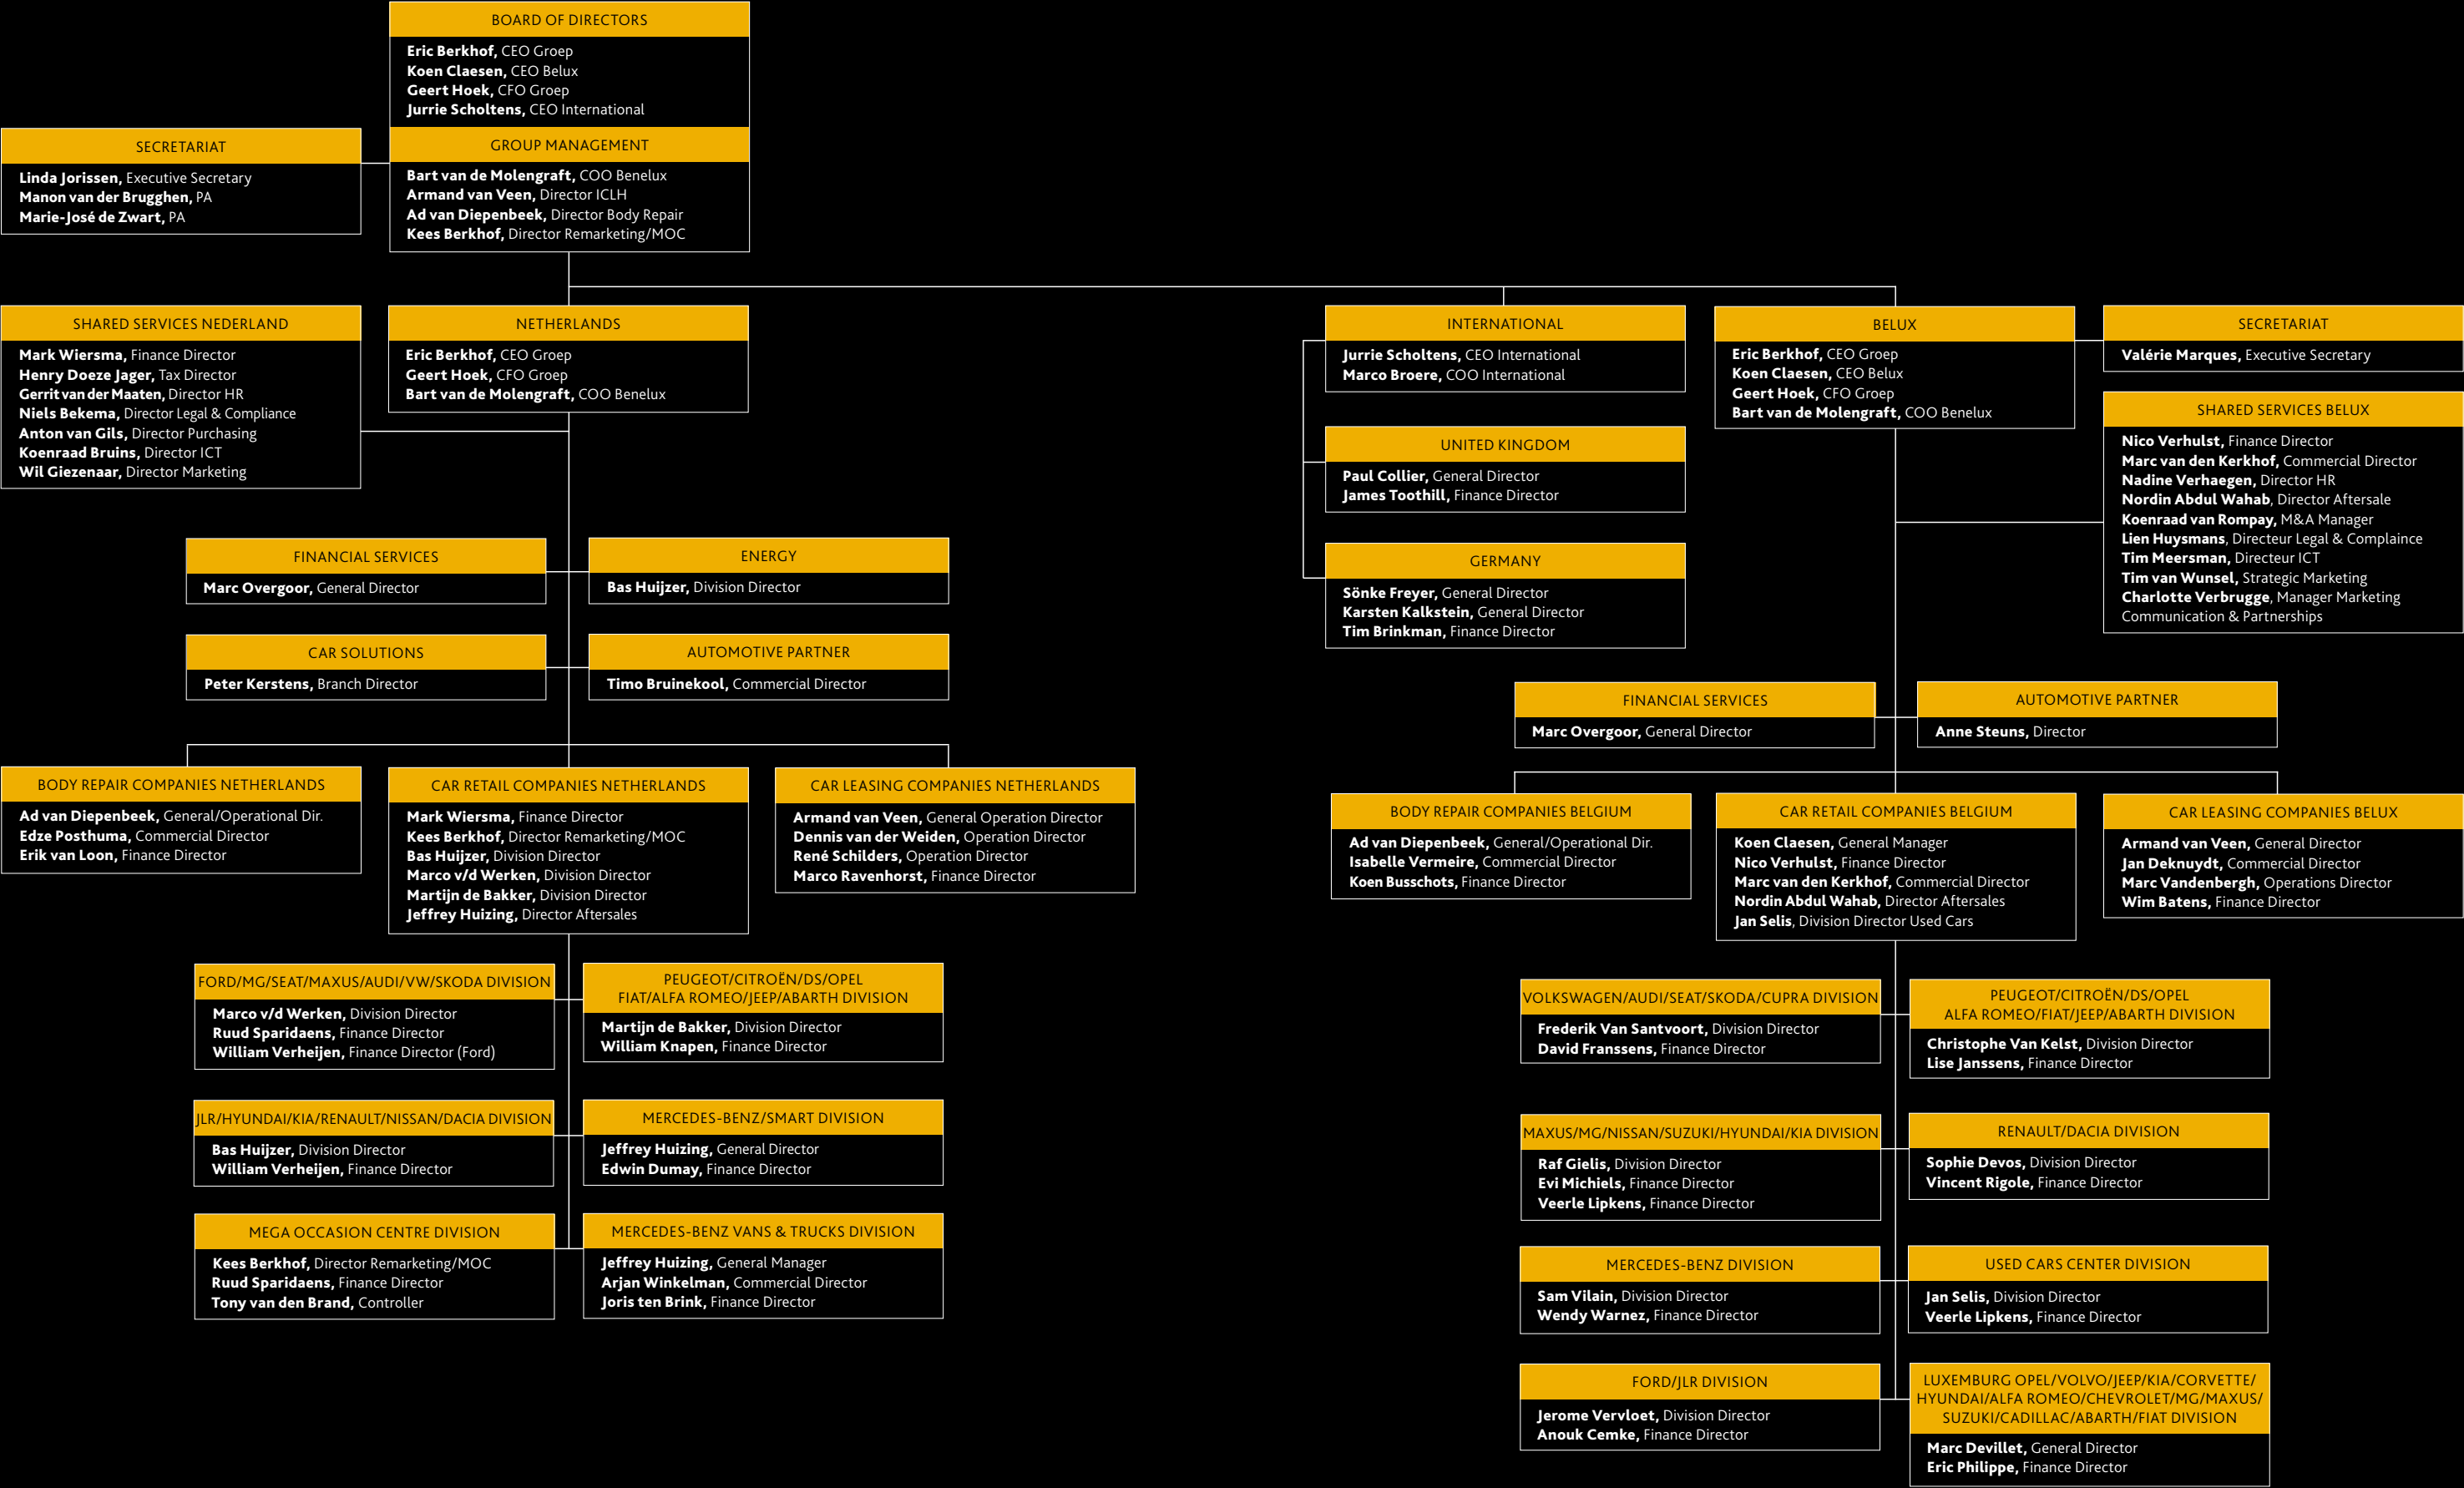 BOARD OF DIRECTORS
Eric Berkhof, CEO Groep
Koen Claesen, CEO Belux
Geert Hoek, CFO Groep
Jurrie Scholtens, CEO International
GROUP MANAGEMENT
Bart van de Molengraft, COO Benelux
Armand van Veen, Director ICLH
Ad van Diepenbeek, Director Body Repair
Kees Berkhof, Director Remarketing/MOC
SECRETARIAT
Linda Jorissen, Executive Secretary
Manon van der Brugghen, PA
Marie-José de Zwart, PA
SHARED SERVICES NEDERLAND
Mark Wiersma, Finance Director
Henry Doeze Jager, Tax Director
Gerrit van der Maaten, Director HR
Niels Bekema, Director Legal & Compliance
Anton van Gils, Director Purchasing
Koenraad Bruins, Director ICT
Wil Giezenaar, Director Marketing
NETHERLANDS
Eric Berkhof, CEO Groep
Geert Hoek, CFO Groep
Bart van de Molengraft, COO Benelux
INTERNATIONAL
Jurrie Scholtens, CEO International
Marco Broere, COO International
UNITED KINGDOM
Paul Collier, General Director
James Toothill, Finance Director
GERMANY
Sönke Freyer, General Director
Karsten Kalkstein, General Director
Tim Brinkman, Finance Director
BELUX
Eric Berkhof, CEO Groep
Koen Claesen, CEO Belux
Geert Hoek, CFO Groep
Bart van de Molengraft, COO Benelux
SECRETARIAT
Valérie Marques, Executive Secretary
SHARED SERVICES BELUX
Nico Verhulst, Finance Director
Marc van den Kerkhof, Commercial Director
Nadine Verhaegen, Director HR
Nordin Abdul Wahab, Director Aftersale
Koenraad van Rompay, M&A Manager
Lien Huysmans, Directeur Legal & Complaince
Tim Meersman, Directeur ICT
Tim van Wunsel, Strategic Marketing
Charlotte Verbrugge, Manager Marketing
Communication & Partnerships
FINANCIAL SERVICES
Marc Overgoor, General Director
ENERGY
Bas Huijzer, Division Director
CAR SOLUTIONS
Peter Kerstens, Branch Director
AUTOMOTIVE PARTNER
Timo Bruinekool, Commercial Director
BODY REPAIR COMPANIES NETHERLANDS
Ad van Diepenbeek, General/Operational Dir.
Edze Posthuma, Commercial Director
Erik van Loon, Finance Director
CAR RETAIL COMPANIES NETHERLANDS
Mark Wiersma, Finance Director
Kees Berkhof, Director Remarketing/MOC
Bas Huijzer, Division Director
Marco v/d Werken, Division Director
Martijn de Bakker, Division Director
Jeffrey Huizing, Director Aftersales
CAR LEASING COMPANIES NETHERLANDS
Armand van Veen, General Operation Director
Dennis van der Weiden, Operation Director
René Schilders, Operation Director
Marco Ravenhorst, Finance Director
FORD/MG/SEAT/MAXUS/AUDI/VW/SKODA DIVISION
Marco v/d Werken, Division Director
Ruud Sparidaens, Finance Director
William Verheijen, Finance Director (Ford)
PEUGEOT/CITROËN/DS/OPEL
FIAT/ALFA ROMEO/JEEP/ABARTH DIVISION
Martijn de Bakker, Division Director
William Knapen, Finance Director
JLR/HYUNDAI/KIA/RENAULT/NISSAN/DACIA DIVISION
Bas Huijzer, Division Director
William Verheijen, Finance Director
MERCEDES-BENZ/SMART DIVISION
Jeffrey Huizing, General Director
Edwin Dumay, Finance Director
MEGA OCCASION CENTRE DIVISION
Kees Berkhof, Director Remarketing/MOC
Ruud Sparidaens, Finance Director
Tony van den Brand, Controller
MERCEDES-BENZ VANS & TRUCKS DIVISION
Jeffrey Huizing, General Manager
Arjan Winkelman, Commercial Director
Joris ten Brink, Finance Director
FINANCIAL SERVICES
Marc Overgoor, General Director
AUTOMOTIVE PARTNER
Anne Steuns, Director
BODY REPAIR COMPANIES BELGIUM
Ad van Diepenbeek, General/Operational Dir.
Isabelle Vermeire, Commercial Director
Koen Busschots, Finance Director
CAR RETAIL COMPANIES BELGIUM
Koen Claesen, General Manager
Nico Verhulst, Finance Director
Marc van den Kerkhof, Commercial Director
Nordin Abdul Wahab, Director Aftersales
Jan Selis, Division Director Used Cars
CAR LEASING COMPANIES BELUX
Armand van Veen, General Director
Jan Deknuydt, Commercial Director
Marc Vandenbergh, Operations Director
Wim Batens, Finance Director
VOLKSWAGEN/AUDI/SEAT/SKODA/CUPRA DIVISION
Frederik Van Santvoort, Division Director
David Franssens, Finance Director
PEUGEOT/CITROËN/DS/OPEL
ALFA ROMEO/FIAT/JEEP/ABARTH DIVISION
Christophe Van Kelst, Division Director
Lise Janssens, Finance Director
MAXUS/MG/NISSAN/SUZUKI/HYUNDAI/KIA DIVISION
Raf Gielis, Division Director
Evi Michiels, Finance Director
Veerle Lipkens, Finance Director
RENAULT/DACIA DIVISION
Sophie Devos, Division Director
Vincent Rigole, Finance Director
MERCEDES-BENZ DIVISION
Sam Vilain, Division Director
Wendy Warnez, Finance Director
USED CARS CENTER DIVISION
Jan Selis, Division Director
Veerle Lipkens, Finance Director
FORD/JLR DIVISION
Jerome Vervloet, Division Director
Anouk Cemke, Finance Director
LUXEMBURG OPEL/VOLVO/JEEP/KIA/CORVETTE/
HYUNDAI/ALFA ROMEO/CHEVROLET/MG/MAXUS/
SUZUKI/CADILLAC/ABARTH/FIAT DIVISION
Marc Devillet, General Director
Eric Philippe, Finance Director